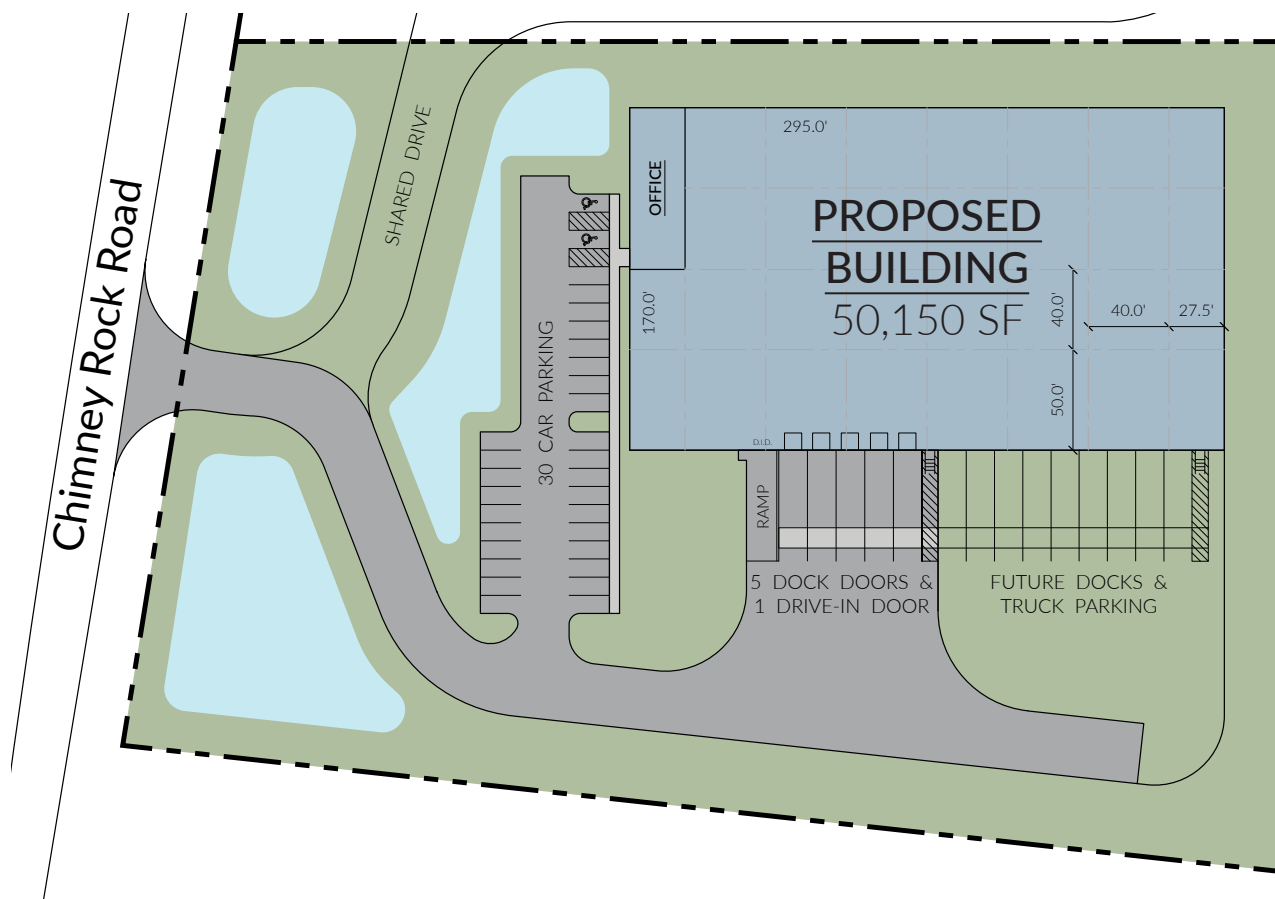 Chimney Rock Road
SHARED DRIVE
30 CAR PARKING
OFFICE
295.0'
170.0'
PROPOSED
BUILDING
50,150 SF
40.0'
40.0'
27.5'
50.0'
D.I.D.
RAMP
5 DOCK DOORS &
1 DRIVE-IN DOOR
FUTURE DOCKS &
TRUCK PARKING